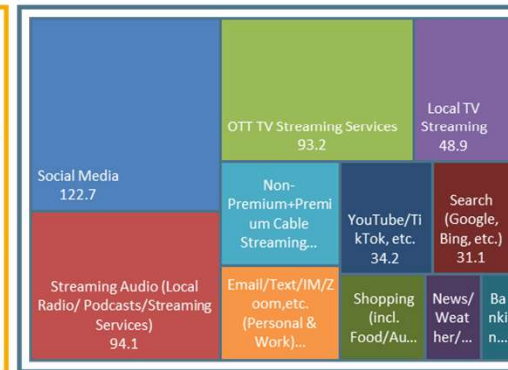 Social Media
122.7
Streaming Audio (Local
Radio/ Podcasts/Streaming
Services)
94.1
OTT TV Streaming Services
93.2
Local TV
Streaming
48.9
Non-
Premium+Premi
um Cable
Streaming...
Email/Text/IM/Z
oom,etc.
(Personal &
Work)...
YouTube/Ti
kTok, etc.
34.2
Search
(Google,
Bing, etc.)
31.1
Shopping
(incl.
Food/Au...
News/
Weat
her/...
Ba
nki
n...